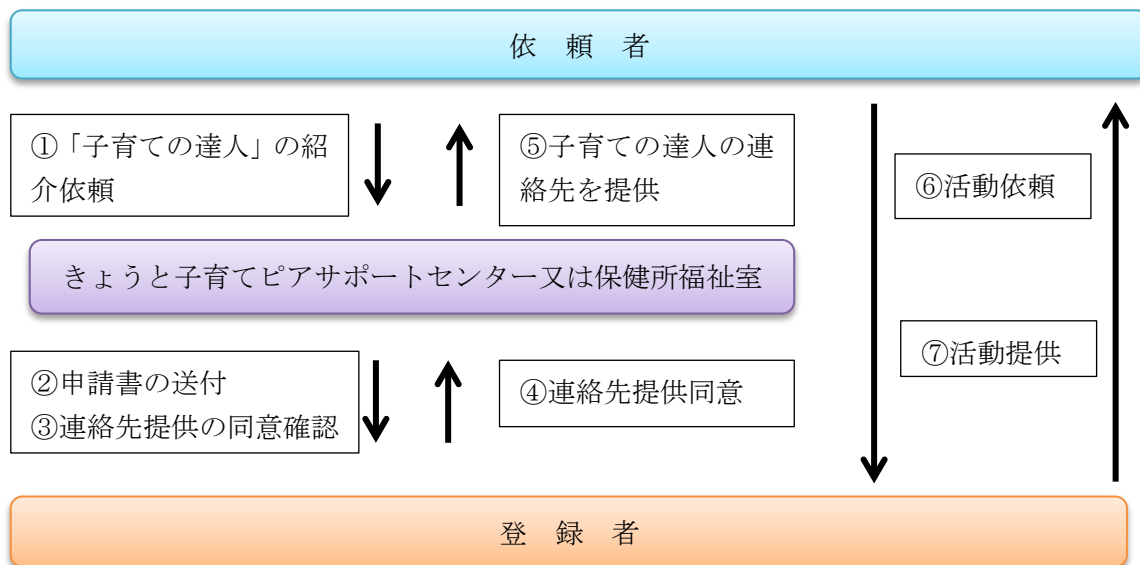 依 頼 者
①「子育ての達人」の紹
介依頼
⑤子育ての達人の連
絡先を提供
⑥活動依頼
きょうと子育てピアサポートセンター又は保健所福祉室
⑦活動提供
②申請書の送付
③連絡先提供の同意確認
④連絡先提供同意
登 録 者